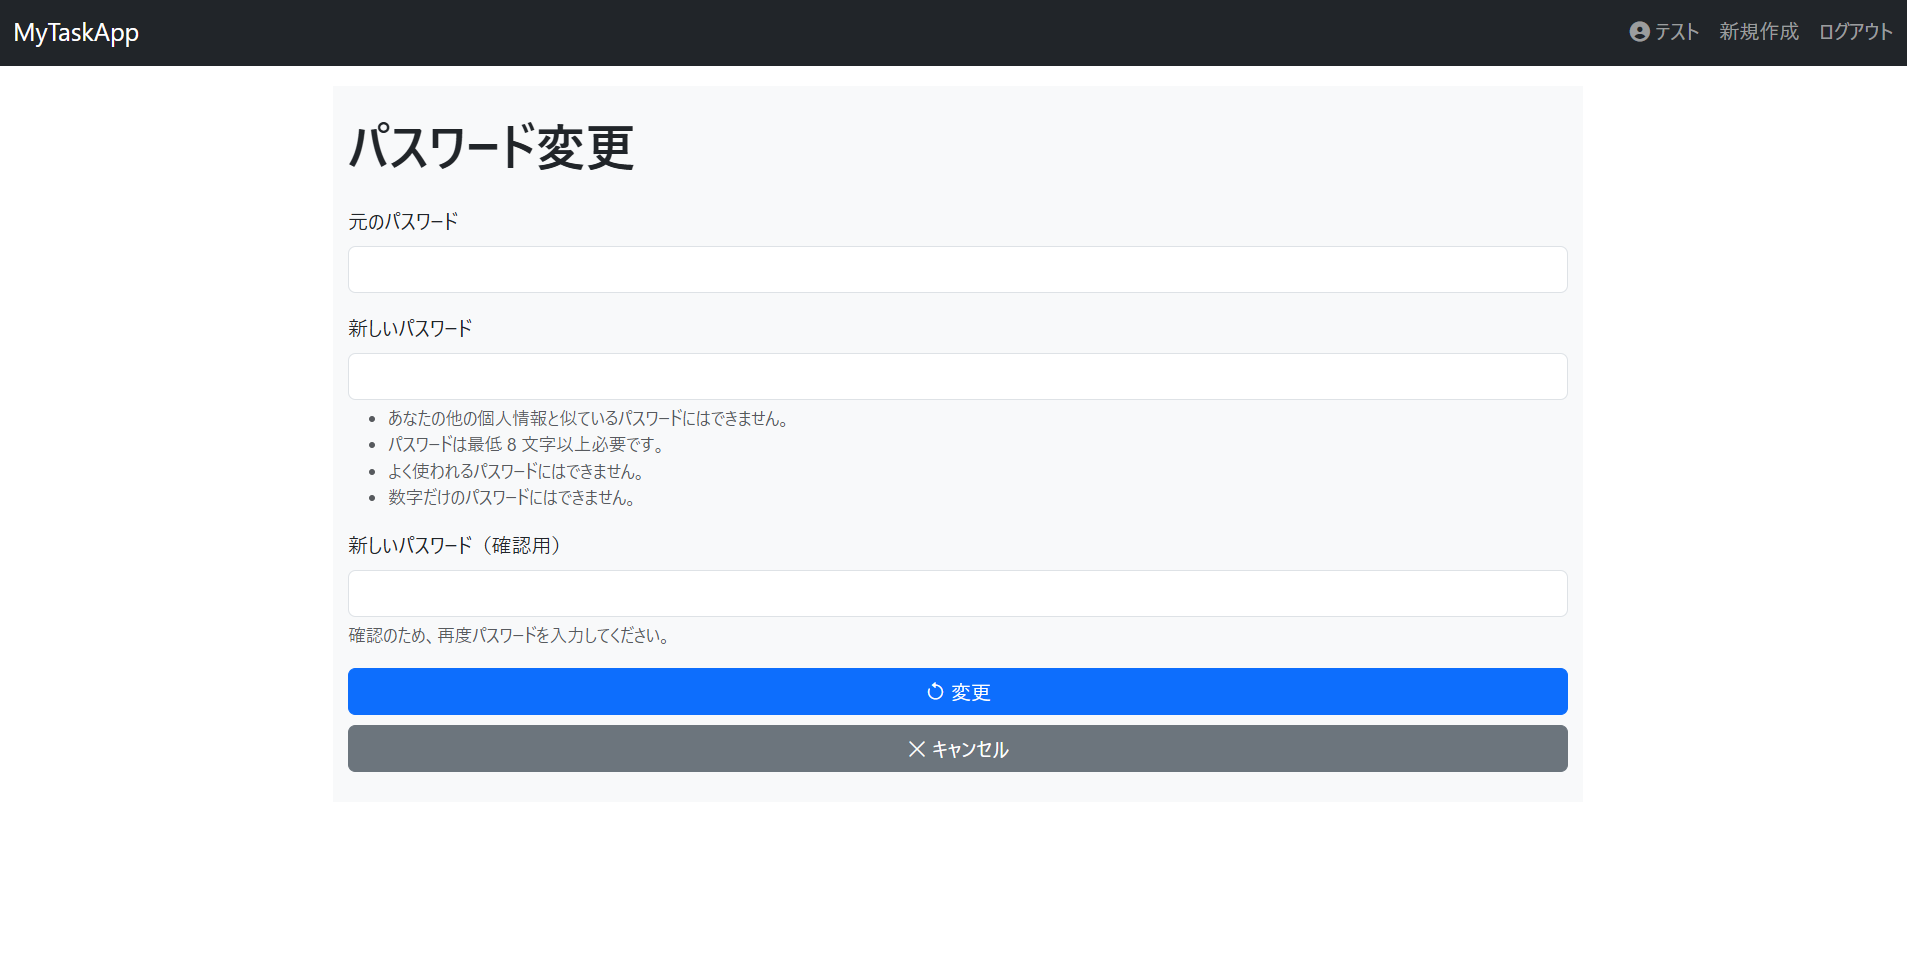 MyTaskApp
テスト 新規作成 ログアウト
パスワード変更
元のパスワード
新しいパスワード
• あなたの他の個人情報と似ているパスワードにはできません。
• パスワードは最低 8 文字以上必要です。
• よく使われるパスワードにはできません。
• 数字だけのパスワードにはできません。
新しいパスワード（確認用）
確認のため、再度パスワードを入力してください。
変更
キャンセル